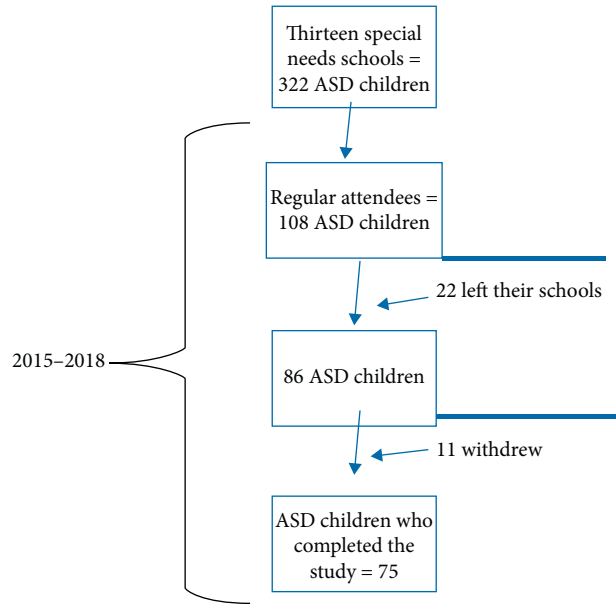 Thirteen special
needs schools =
322 ASD children
Regular attendees =
108 ASD children
22 left their schools
2015–2018
86 ASD children
11 withdrew
ASD children who
completed the
study = 75